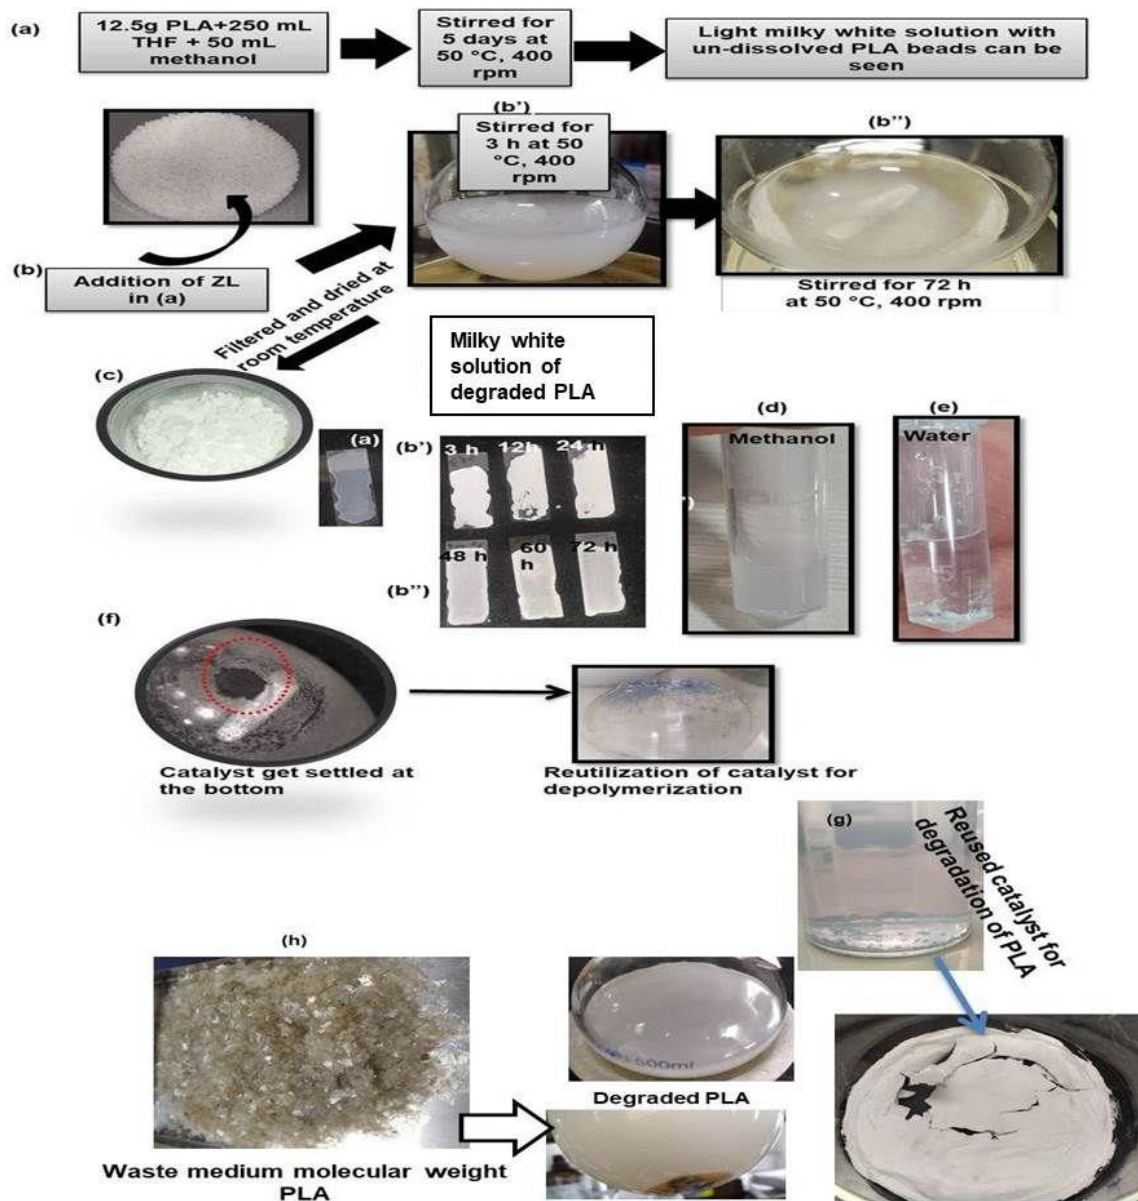 (a)
12.5g PLA+250 mL
THF + 50 mL
methanol
Stirred for
5 days at
50 °C, 400
rpm
Light milky white solution with
un-dissolved PLA beads can be
seen
(b')
Stirred for
3 h at 50
°C, 400
rpm
(b'')
Stirred for 72 h
at 50 °C, 400 rpm
(b)
Addition of ZL
in (a)
Filtered and dried at
room temperature
Milky white
solution of
degraded PLA
(c)
(a)
(b')
3 h
12h
24 h
48 h
60
h
72 h
(b'')
(d)
Methanol
(e)
Water
(f)
Catalyst get settled at
the bottom
Reutilization of catalyst for
depolymerization
(g)
Reused catalyst for
degradation of PLA
(h)
Waste medium molecular weight
PLA
600ml
Degraded PLA